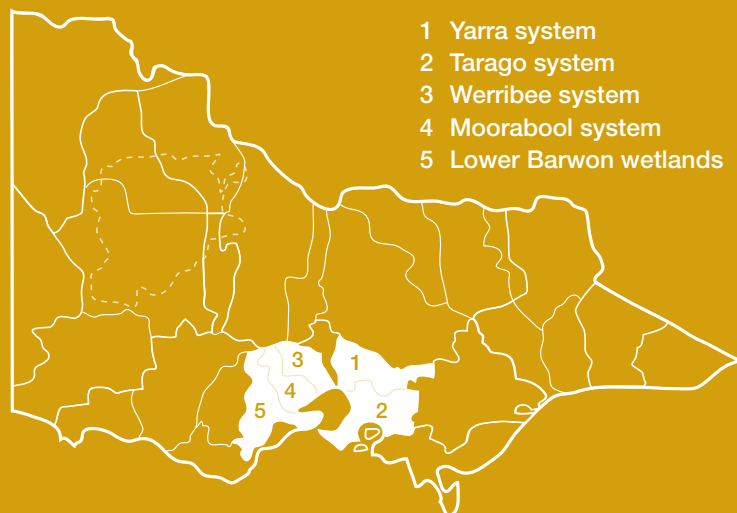 1 Yarra system
2 Tarago system
3 Werribee system
4 Moorabool system
5 Lower Barwon wetlands
3
1
4
5
2